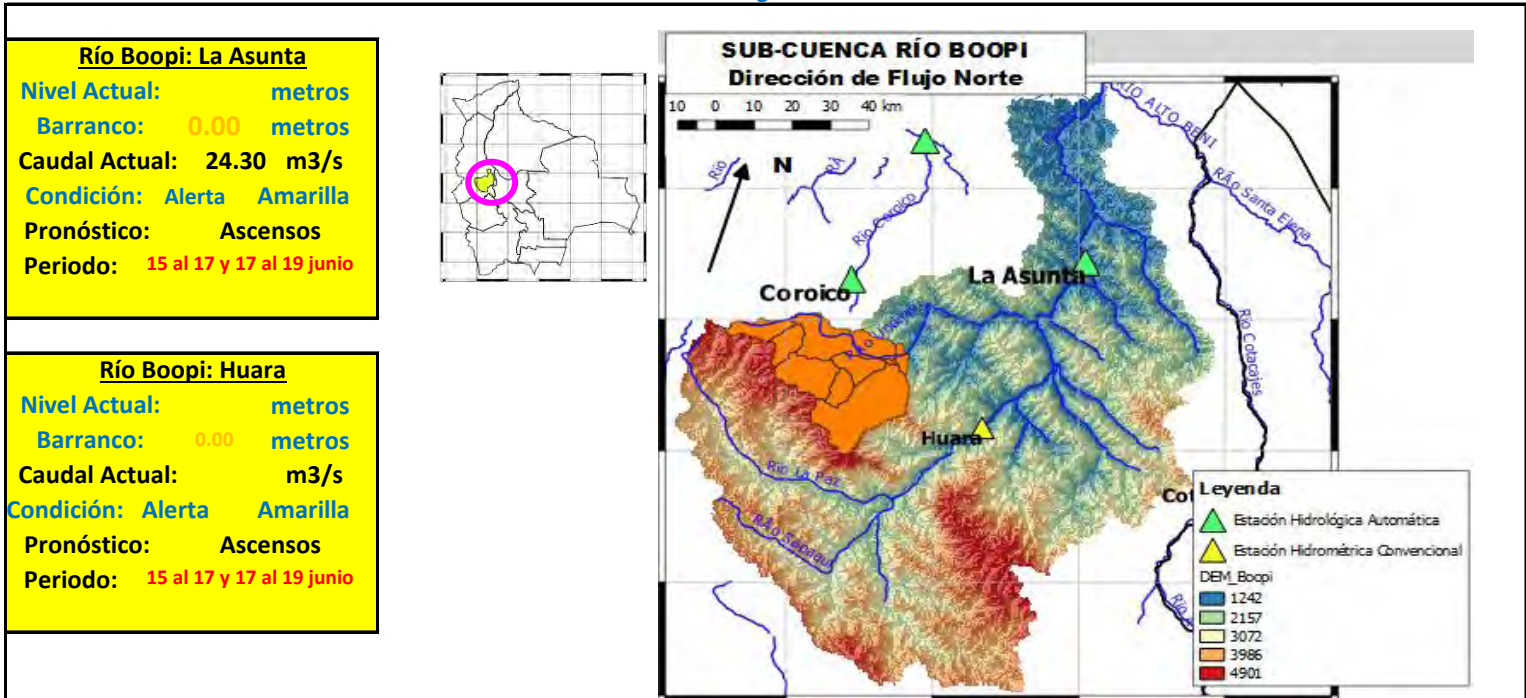 Río Boopi: La Asunta
Nivel Actual: metros
Barranco: 0.00 metros
Caudal Actual: 24.30 m3/s
Condición: Alerta Amarilla
Pronóstico: Ascensos
Periodo: 15 al 17 y 17 al 19 junio
Río Boopi: Huara
Nivel Actual: metros
Barranco: 0.00 metros
Caudal Actual: m3/s
Condición: Alerta Amarilla
Pronóstico: Ascensos
Periodo: 15 al 17 y 17 al 19 junio
SUB-CUENCA RÍO BOOPI
Dirección de Flujo Norte
10 0 10 20 30 40 km
N
Río
RÃ
Río Coroico
RÍO ALTO BENI
RÃo Santa Elena
Río Cotacajes
La Asunta
Coroico
Huara
Río La Paz
RÃo Sapaqui
Leyenda
Estación Hidrológica Automática
Estación Hidrométrica Convencional
DEM_Boopi
1242
2157
3072
3986
4901